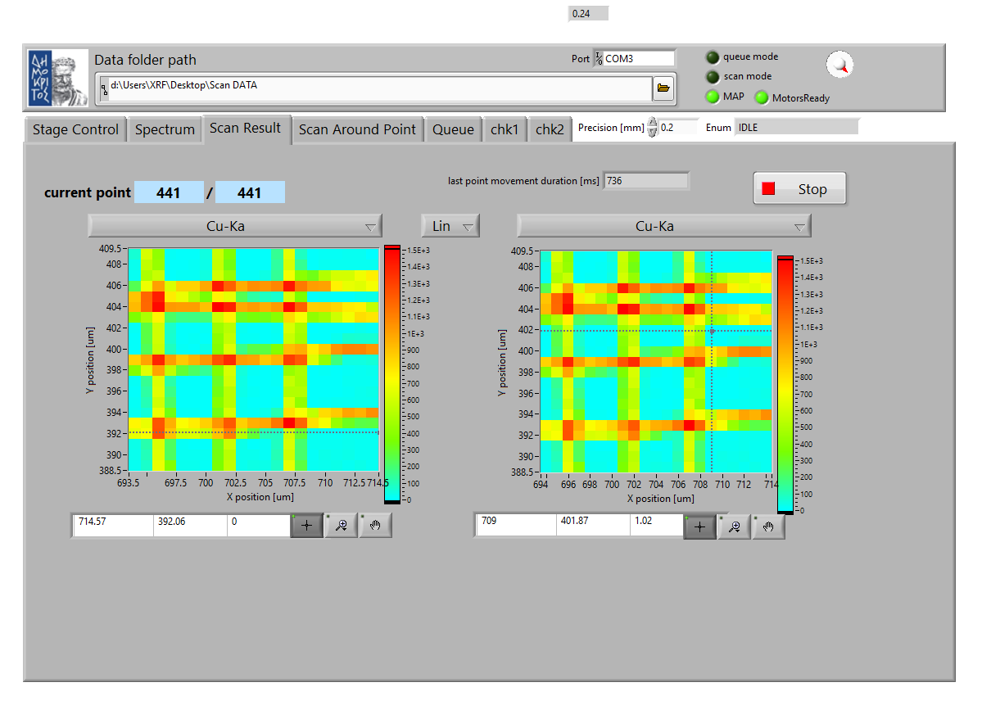 0.24
ΔΗ
ΜΟ
ΚΡΙ
ΤΟΣ
Data folder path
Port COM3
queue mode
d:\Users\XRF\Desktop\Scan DATA
scan mode
MAP MotorsReady
Stage Control Spectrum Scan Result Scan Around Point Queue chk1 chk2 Precision [mm] 0.2 Enum IDLE
last point movement duration [ms] 736
current point 441 / 441
Stop
Cu-Ka Lin Cu-Ka
409.5
408
406
404
402
400
398
396
394
392
390
388.5
Y position [um]
693.5 695 697.5 700 702.5 705 707.5 710 712.5 714.5
X position [um]
1.5E+3
1.4E+3
1.3E+3
1.2E+3
1.1E+3
1E+3
900
800
700
600
500
400
300
200
100
0
714.57 392.06 0
409.5
408
406
404
402
400
398
396
394
392
390
388.5
Y position [um]
694 696 698 700 702 704 706 708 710 712 714
X position [um]
1.5E+3
1.4E+3
1.3E+3
1.2E+3
1.1E+3
1E+3
900
800
700
600
500
400
300
200
100
0
709 401.87 1.02